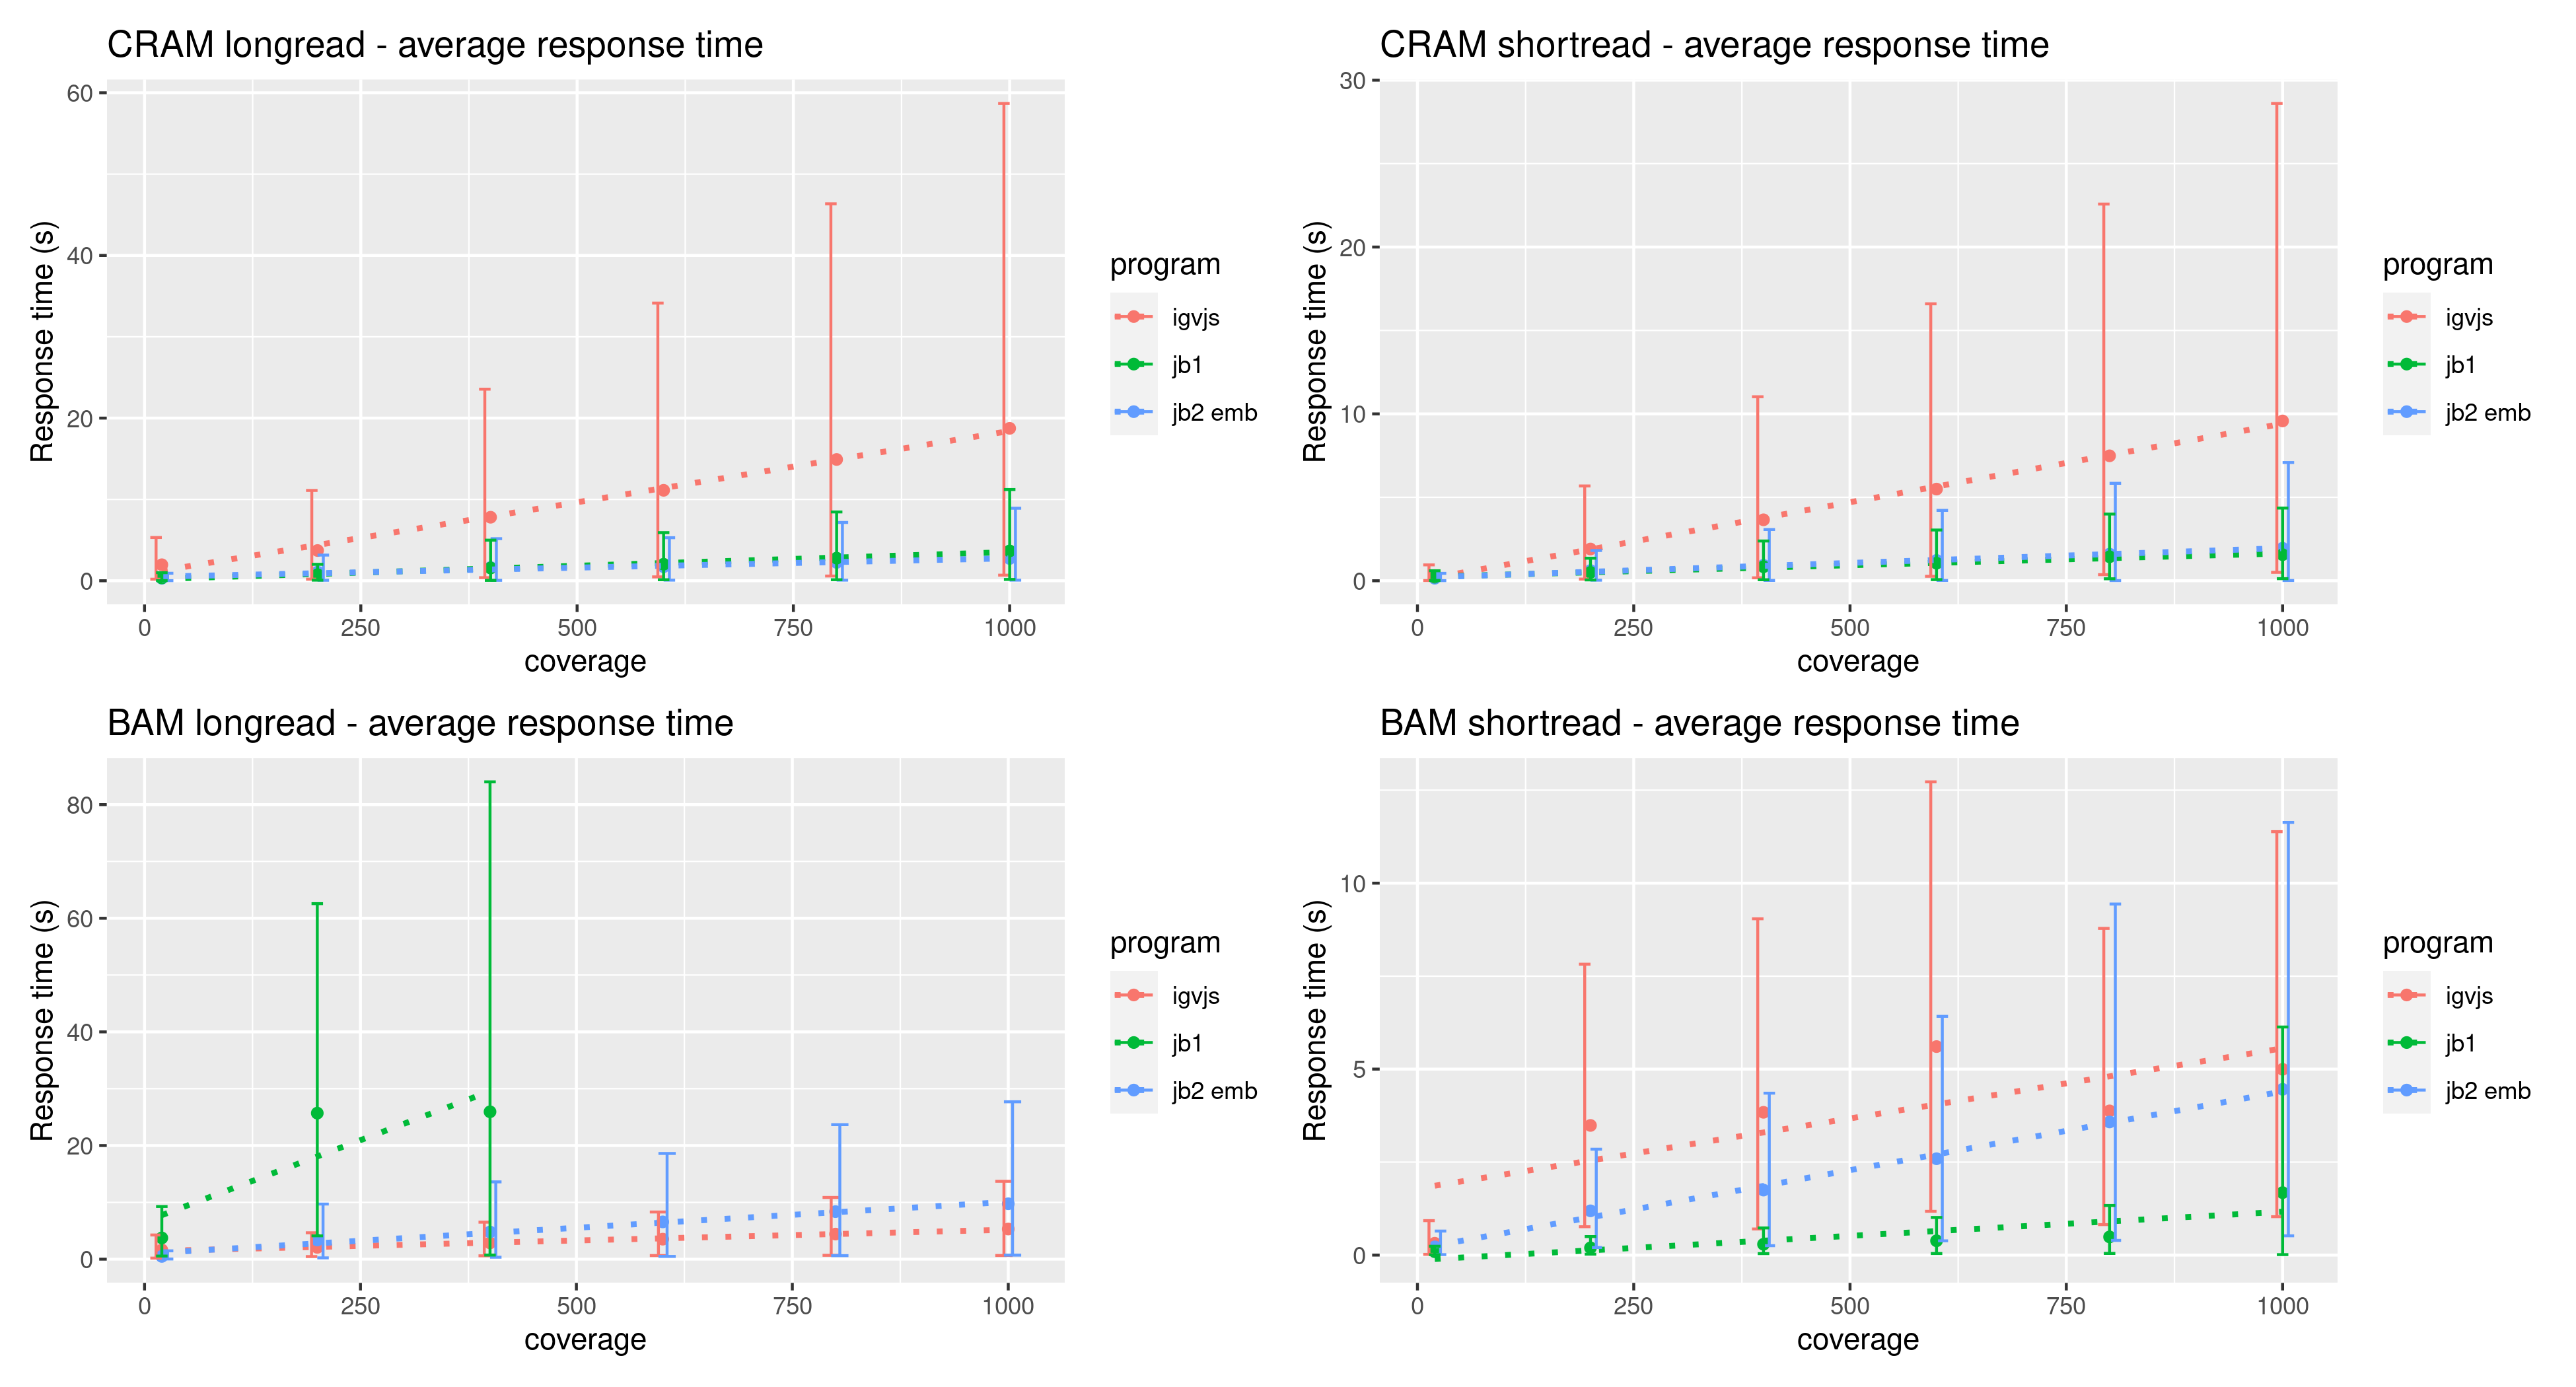 CRAM longread - average response time
60
40
20
0
Response time (s)
0 250 500 750 1000
coverage
program
igvjs
jb1
jb2 emb
CRAM shortread - average response time
30
20
10
0
Response time (s)
0 250 500 750 1000
coverage
program
igvjs
jb1
jb2 emb
BAM longread - average response time
80
60
40
20
0
Response time (s)
0 250 500 750 1000
coverage
program
igvjs
jb1
jb2 emb
BAM shortread - average response time
10
5
0
Response time (s)
0 250 500 750 1000
coverage
program
igvjs
jb1
jb2 emb